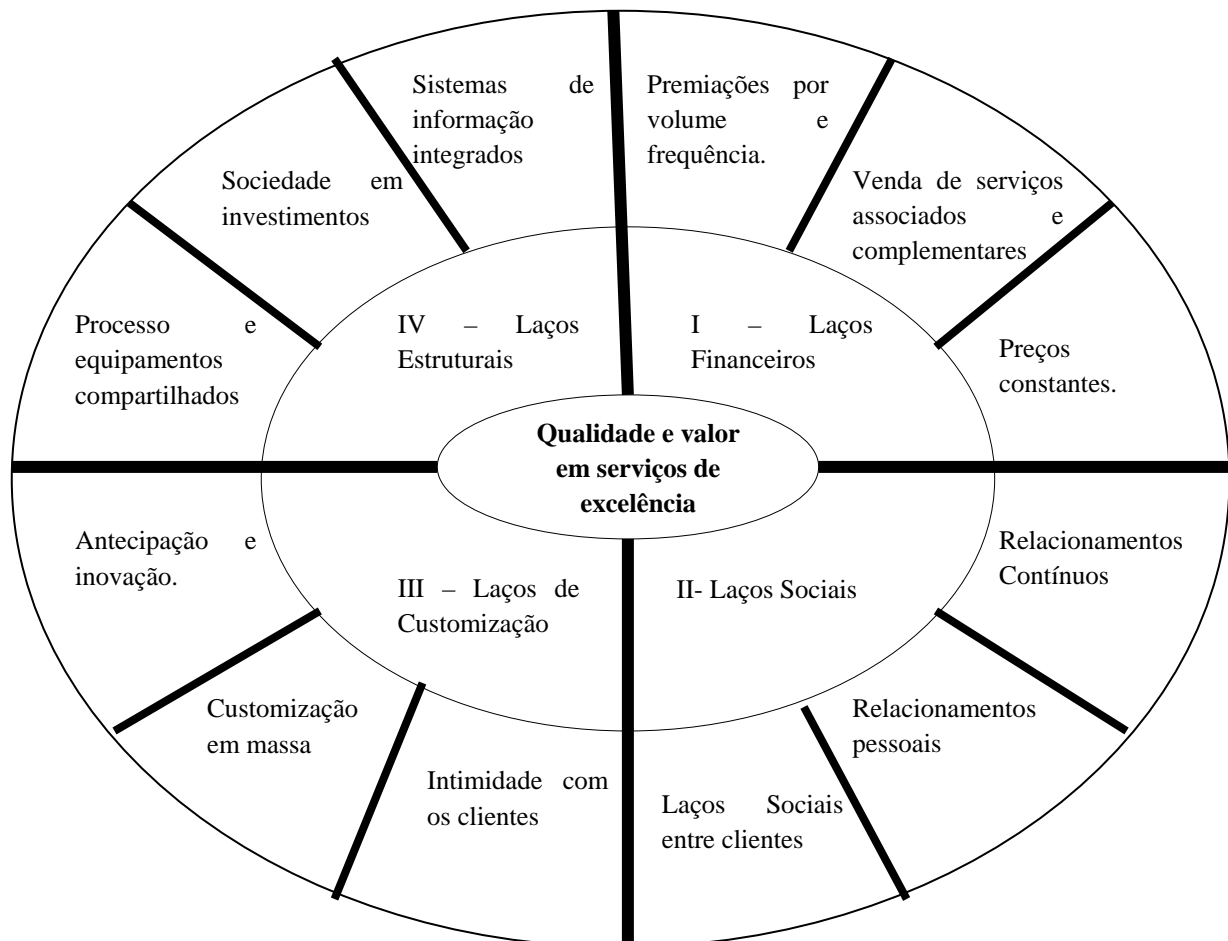 Sistemas de
informação
integrados
Premiações por
volume e
frequência.
Sociedade em
investimentos
Venda de serviços
associados e
complementares
Processo e
equipamentos
compartilhados
IV – Laços
Estruturais
I – Laços
Financeiros
Preços
constantes.
Qualidade e valor
em serviços de
excelência
Antecipação e
inovação.
III – Laços de
Customização
II- Laços Sociais
Relacionamentos
Contínuos
Customização
em massa
Relacionamentos
pessoais
Intimidade com
os clientes
Laços Sociais
entre clientes